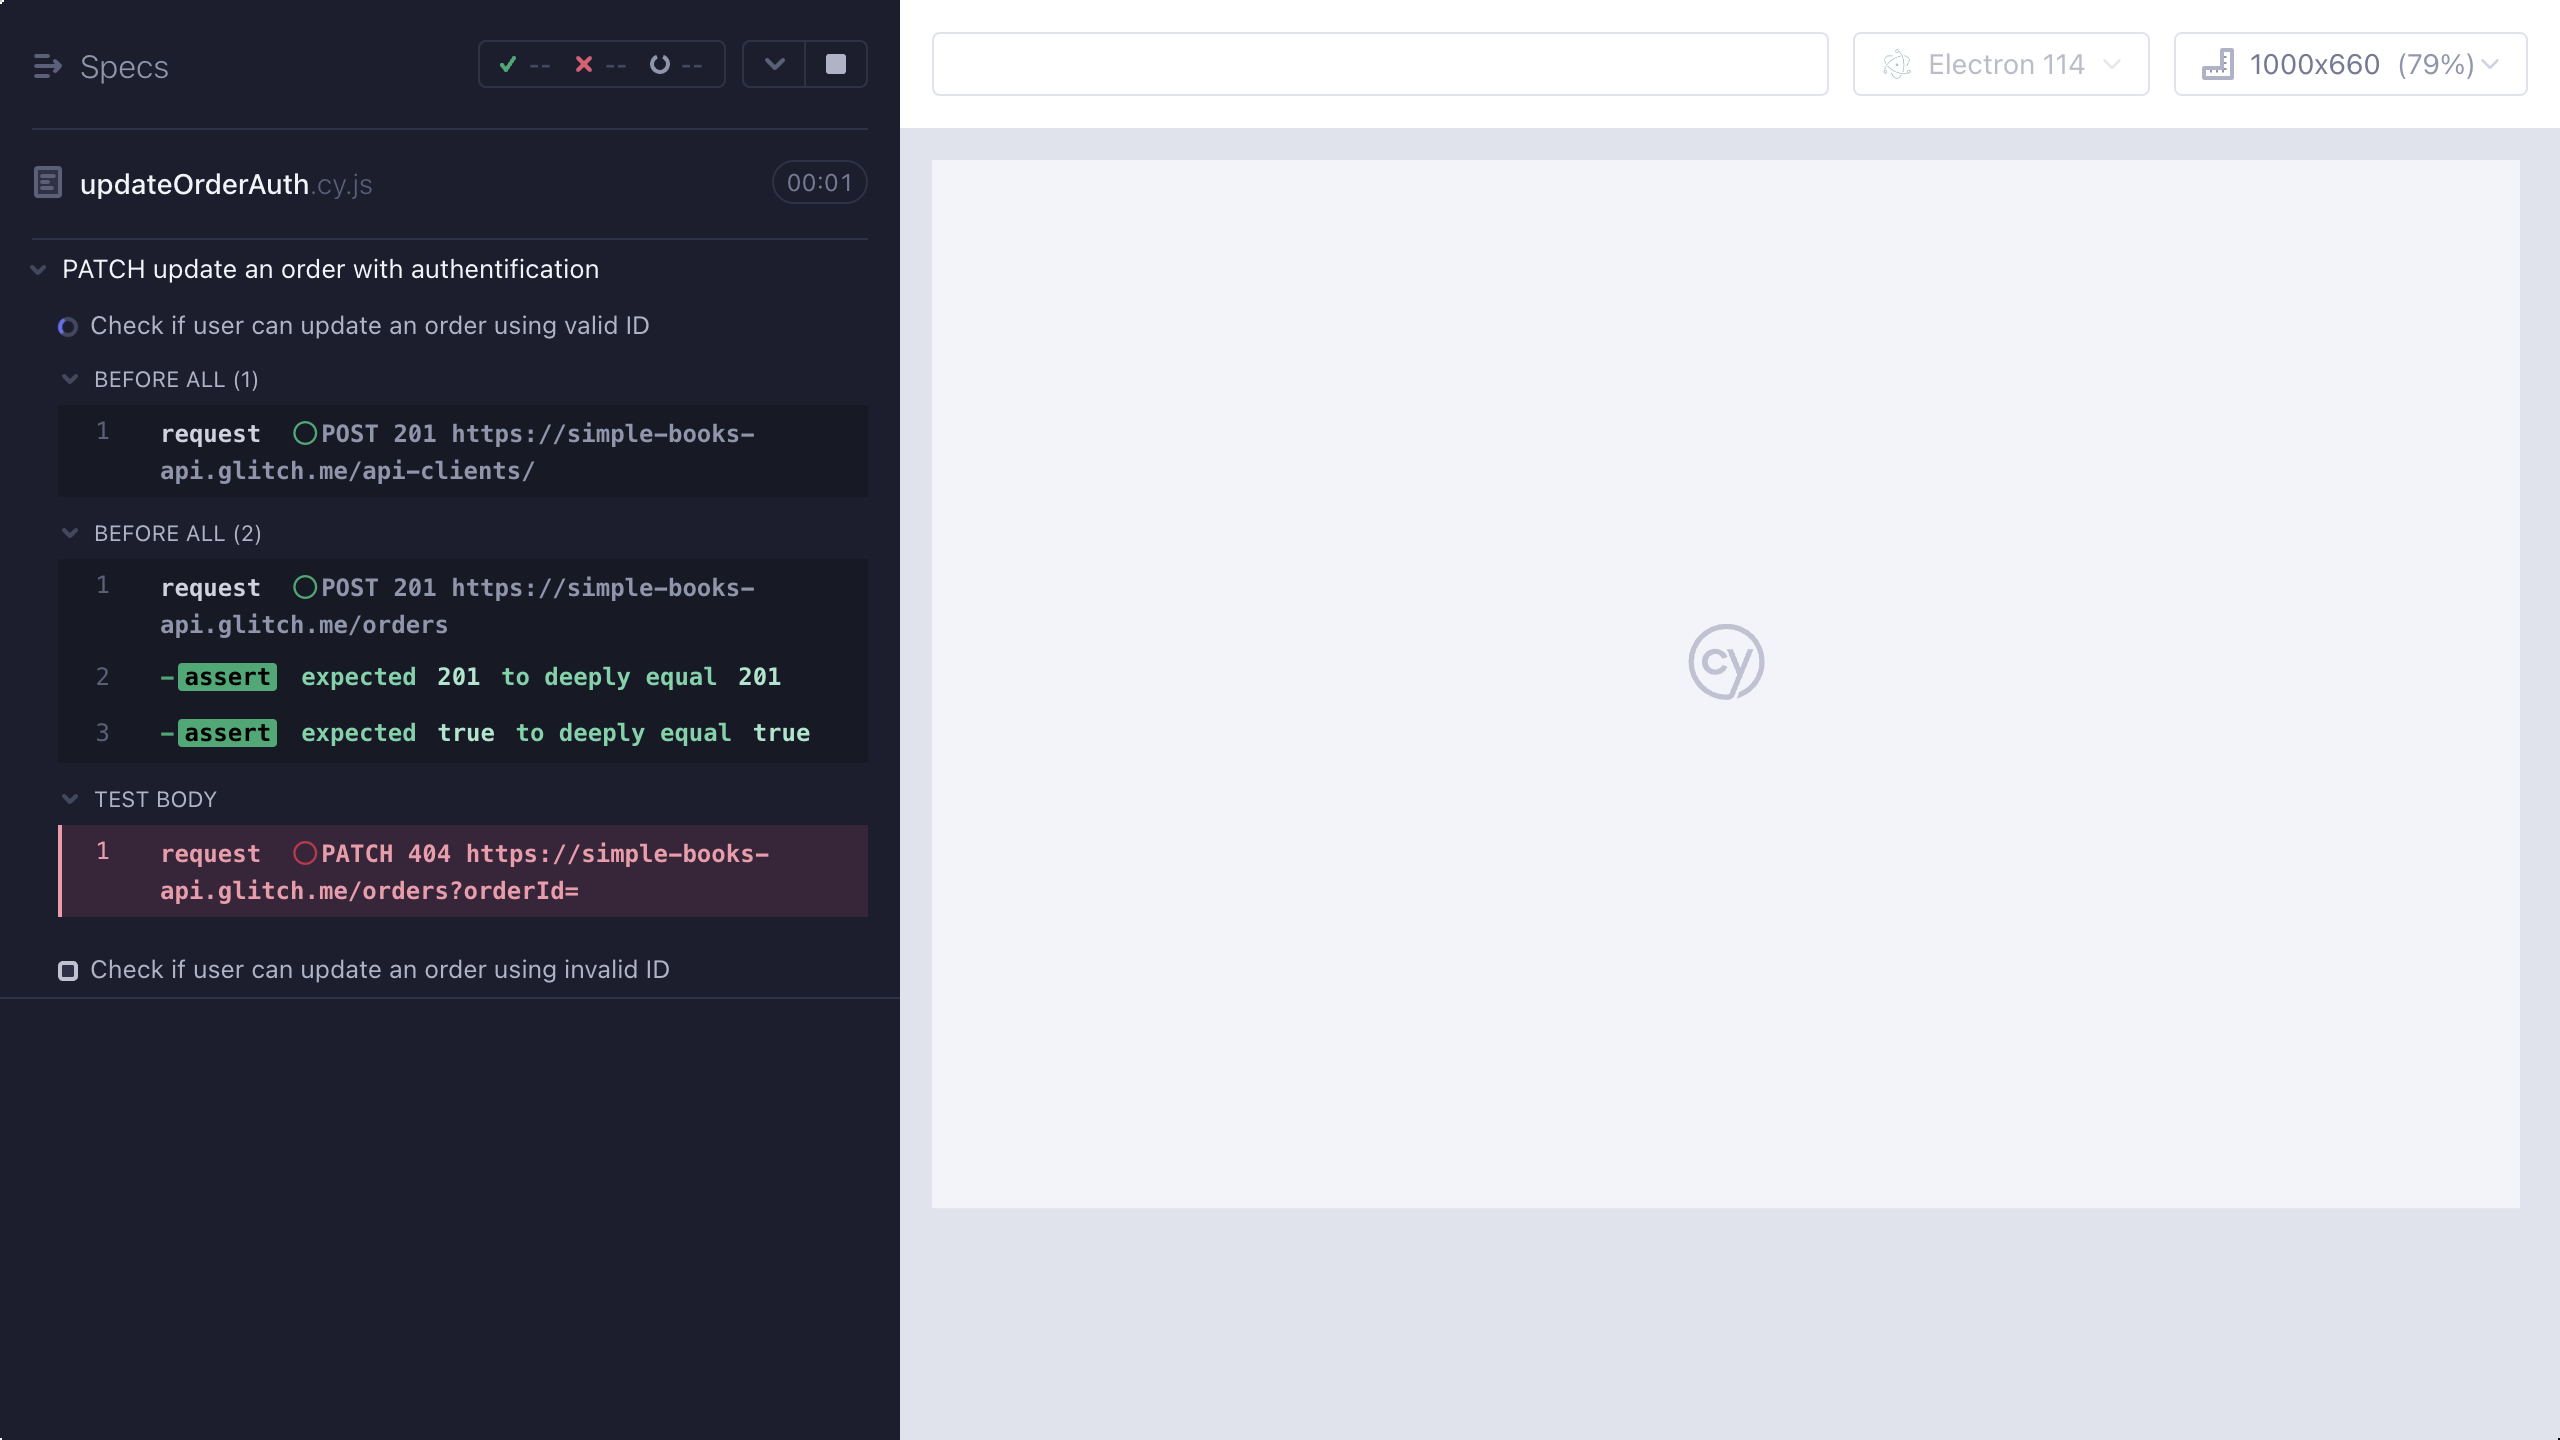 Specs
-- -- --
updateOrderAuth.cy.js
00:01
PATCH update an order with authentification
Check if user can update an order using valid ID
BEFORE ALL (1)
1 request POST 201 https://simple-books-
api.glitch.me/api-clients/
BEFORE ALL (2)
1 request POST 201 https://simple-books-
api.glitch.me/orders
2 -assert expected 201 to deeply equal 201
3 -assert expected true to deeply equal true
TEST BODY
1 request PATCH 404 https://simple-books-
api.glitch.me/orders?orderId=
Check if user can update an order using invalid ID
Electron 114
1000x660 (79%)
cy